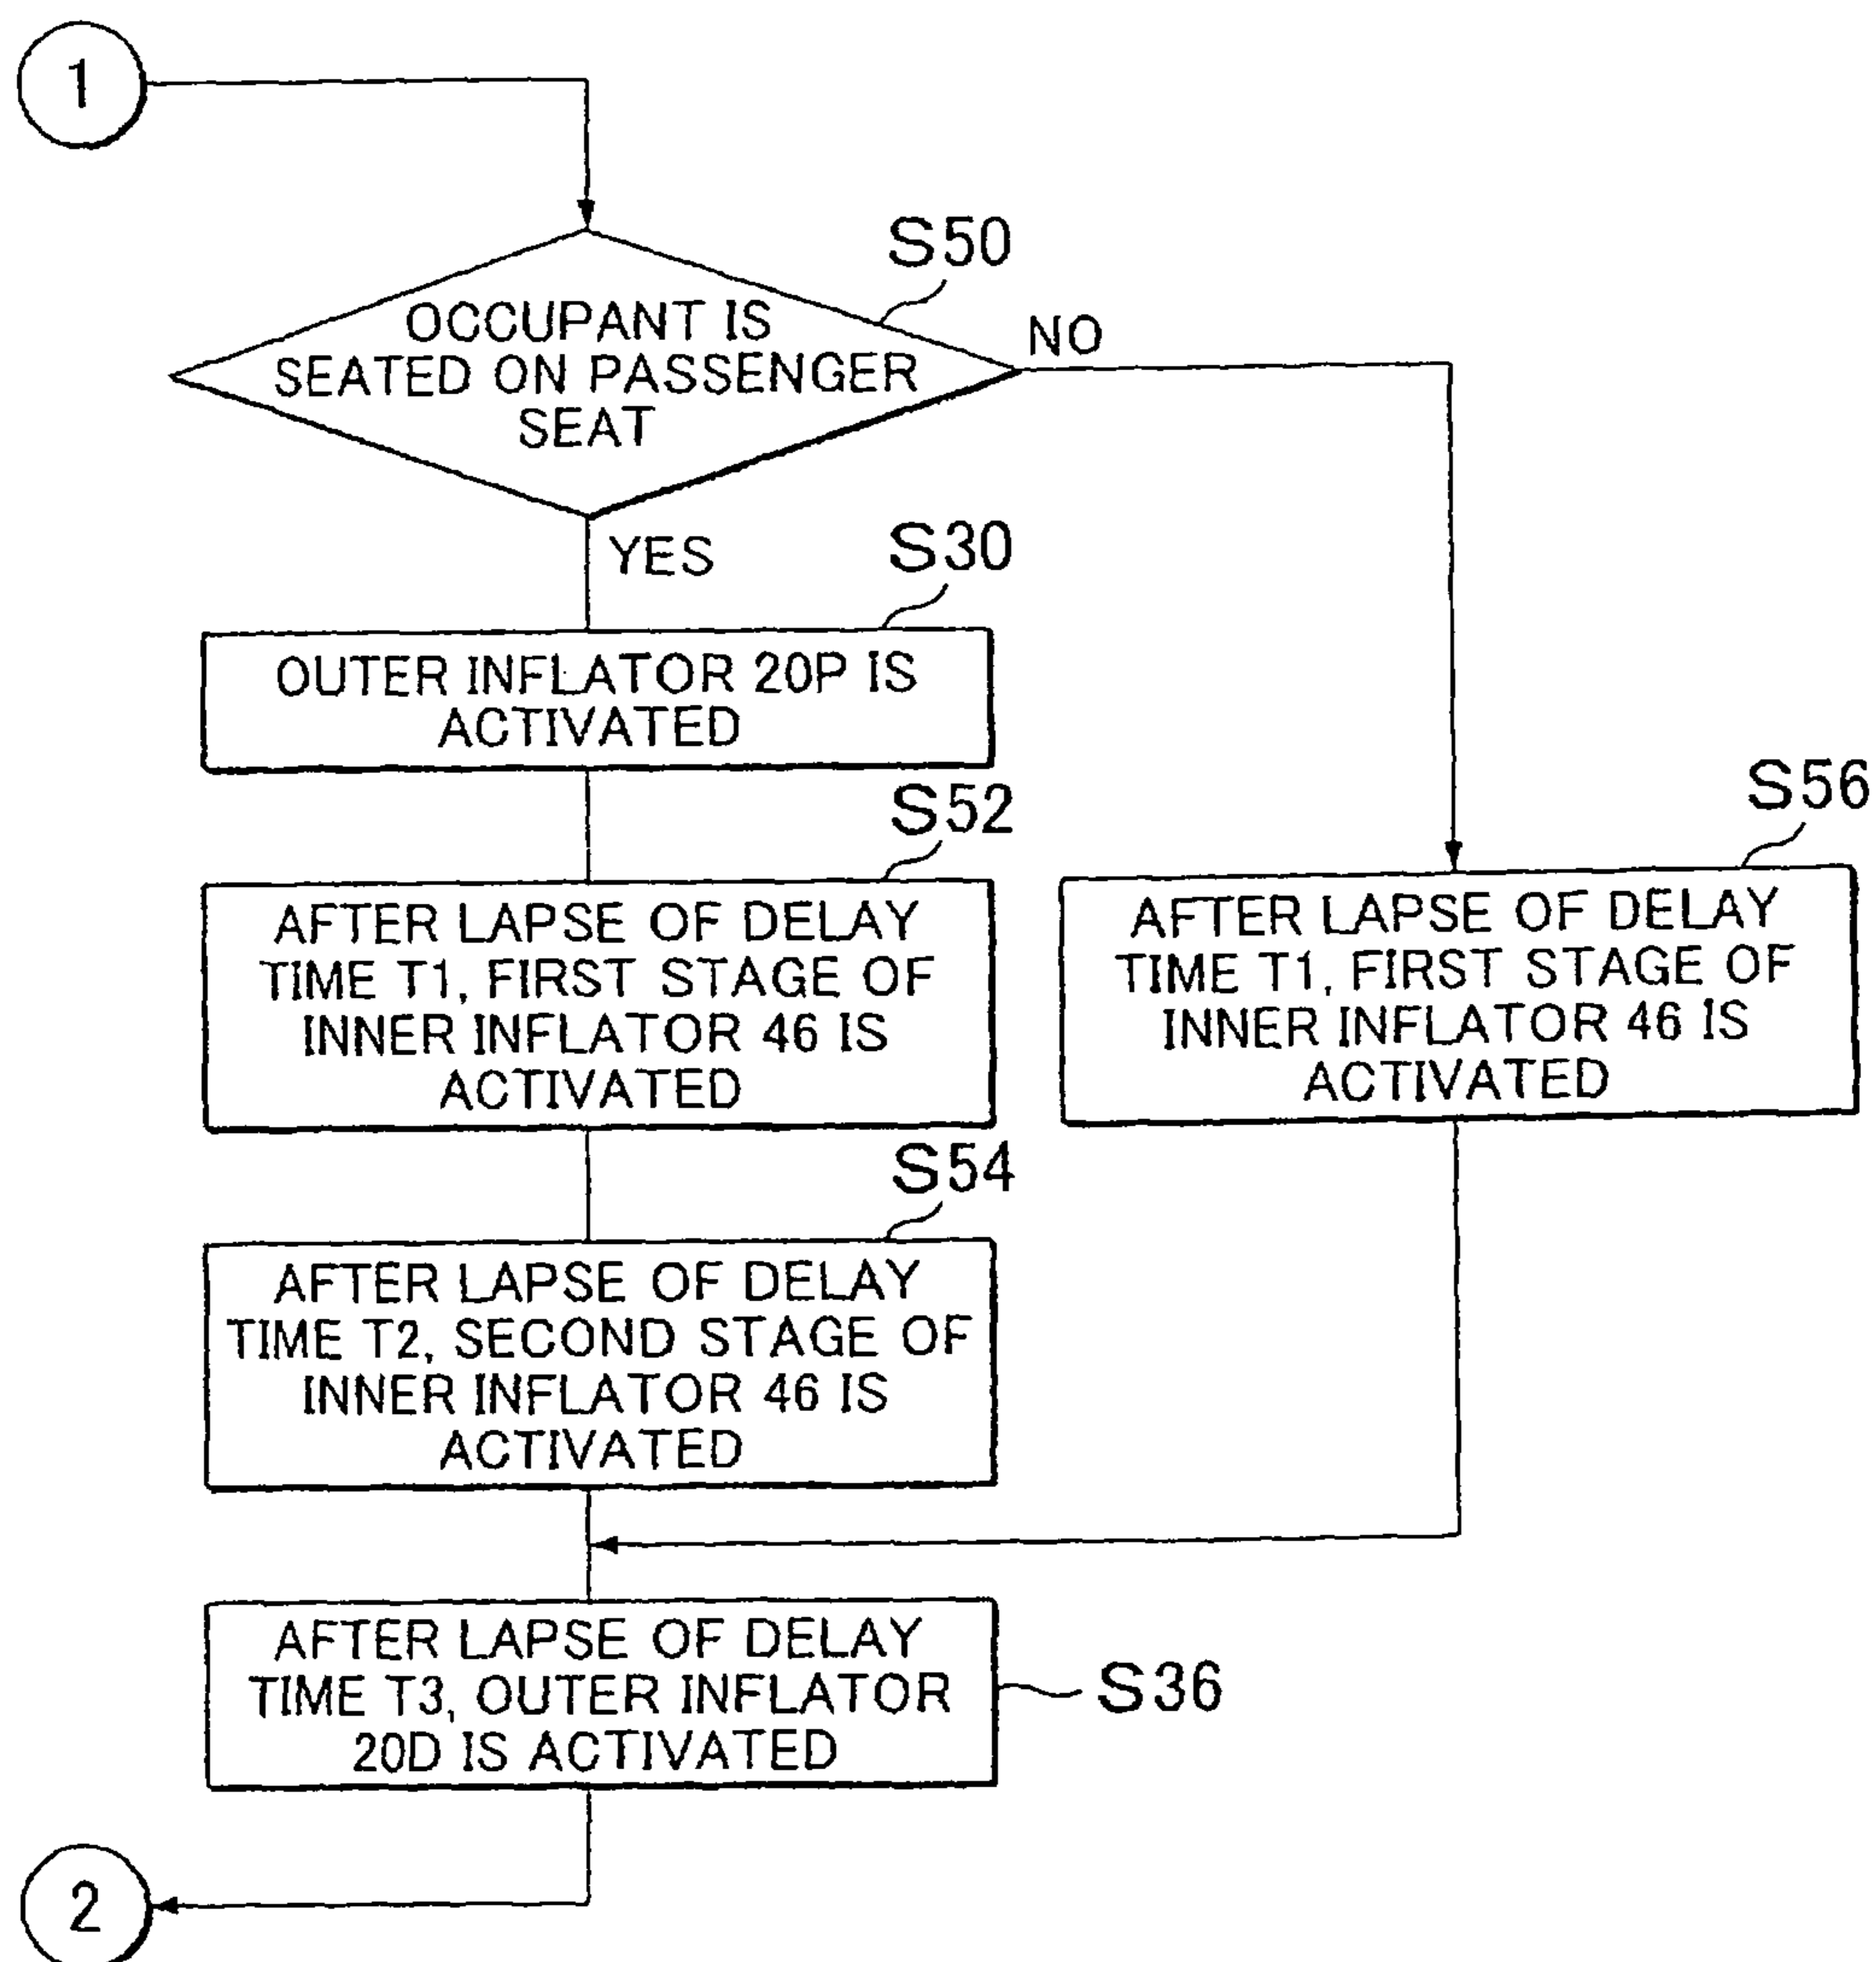 1
S50
OCCUPANT IS
SEATED ON PASSENGER
SEAT
NO
YES
S30
OUTER INFLATOR 20P IS
ACTIVATED
S52
AFTER LAPSE OF DELAY
TIME T1, FIRST STAGE OF
INNER INFLATOR 46 IS
ACTIVATED
S56
AFTER LAPSE OF DELAY
TIME T1, FIRST STAGE OF
INNER INFLATOR 46 IS
ACTIVATED
S54
AFTER LAPSE OF DELAY
TIME T2, SECOND STAGE OF
INNER INFLATOR 46 IS
ACTIVATED
AFTER LAPSE OF DELAY
TIME T3, OUTER INFLATOR
20D IS ACTIVATED
S36
2